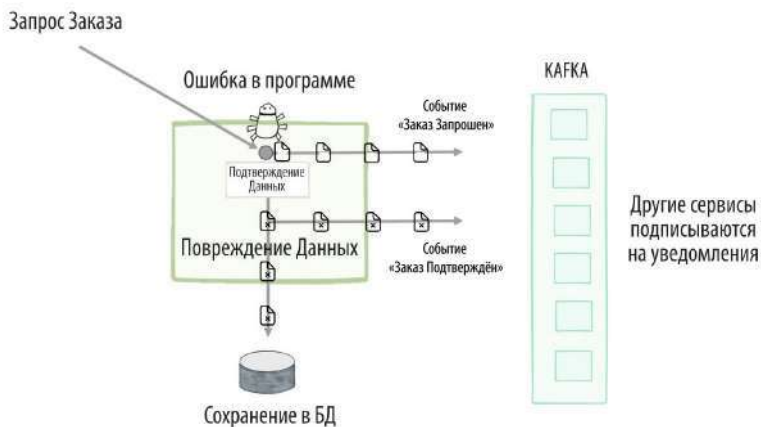 Запрос Заказа
Ошибка в программе
KAFKA
Событие
«Заказ Запрошен»
Подтверждение
Данных
Другие сервисы
подписываются
на уведомления
Повреждение Данных
Событие
«Заказ Подтверждён»
Сохранение в БД